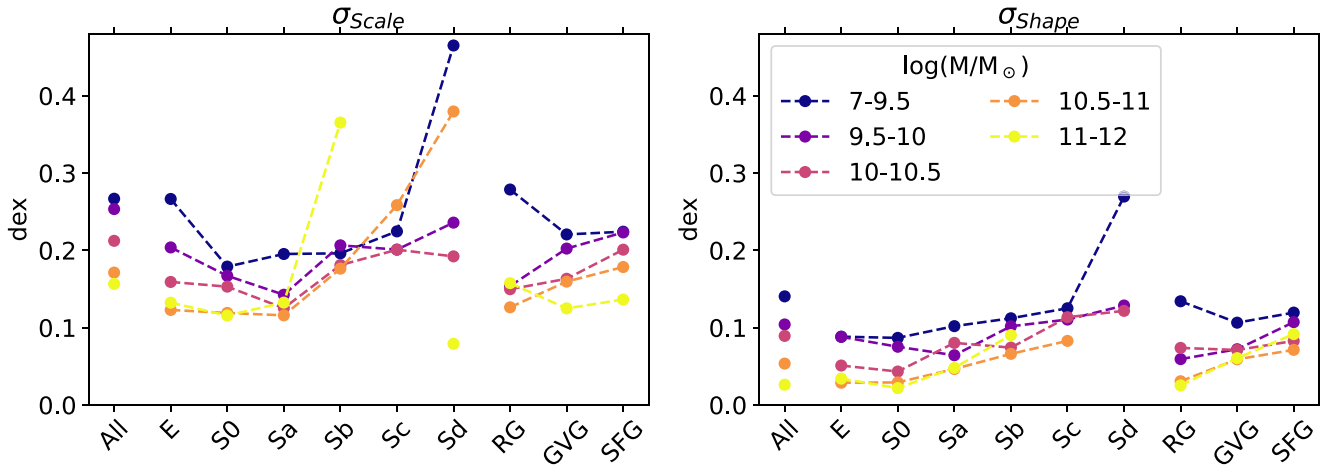 σScale
dex
0.4
0.3
0.2
0.1
0.0
All E S0 Sa Sb Sc Sd RG GVG SFG
σShape
log(M/M⊙)
7-9.5
9.5-10
10-10.5
10.5-11
11-12
dex
0.4
0.3
0.2
0.1
0.0
All E S0 Sa Sb Sc Sd RG GVG SFG